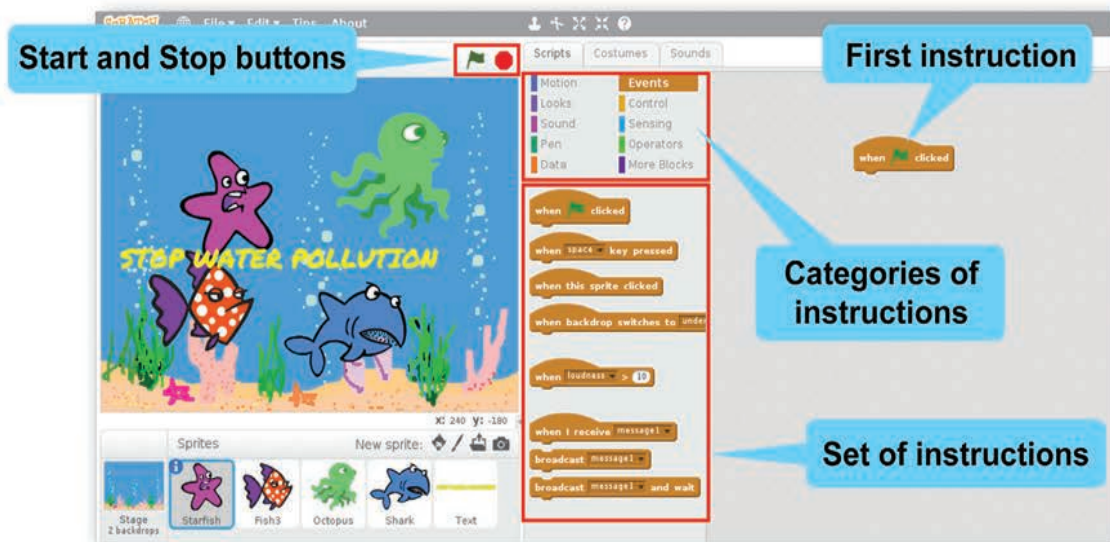 SCRATCH File Edit Tips About
Start and Stop buttons
Scripts Costumes Sounds
First instruction
Motion Events
Looks Control
Sound Sensing
Pen Operators
Data More Blocks
when clicked
when clicked
when space key pressed
when this sprite clicked
when backdrop switches to under
when loudness > 10
when I receive message1
broadcast message1
broadcast message1 and wait
Categories of
instructions
Set of instructions
STOP WATER POLLUTION
x: 240 y: -180
Sprites New sprite:
Stage
2 backdrops
Starfish Fish3 Octopus Shark Text